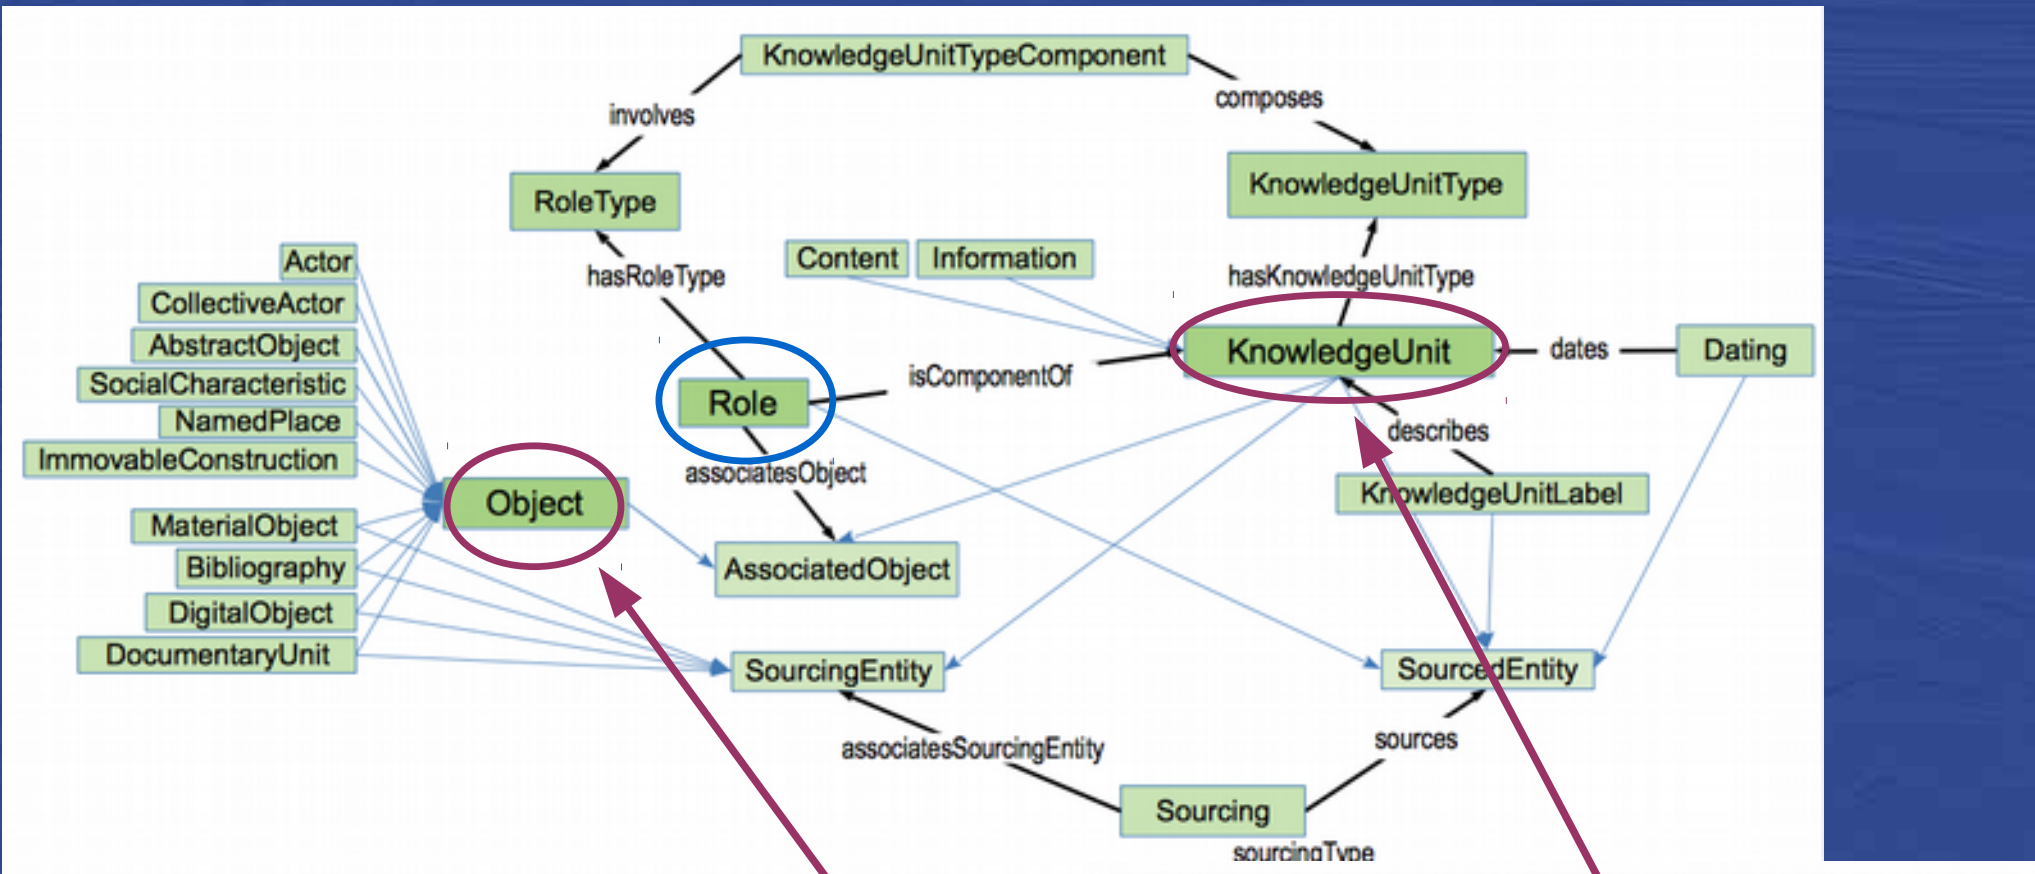 KnowledgeUnitTypeComponent
composes
involves
KnowledgeUnitType
RoleType
Actor
Content
Information
hasRoleType
hasKnowledgeUnitType
CollectiveActor
AbstractObject
KnowledgeUnit
dates
Dating
SocialCharacteristic
isComponentOf
Role
NamedPlace
describes
ImmovableConstruction
associatesObject
KnowledgeUnitLabel
Object
MaterialObject
Bibliography
AssociatedObject
DigitalObject
DocumentaryUnit
SourcingEntity
SourcedEntity
associatesSourcingEntity
sources
Sourcing
sourcingType